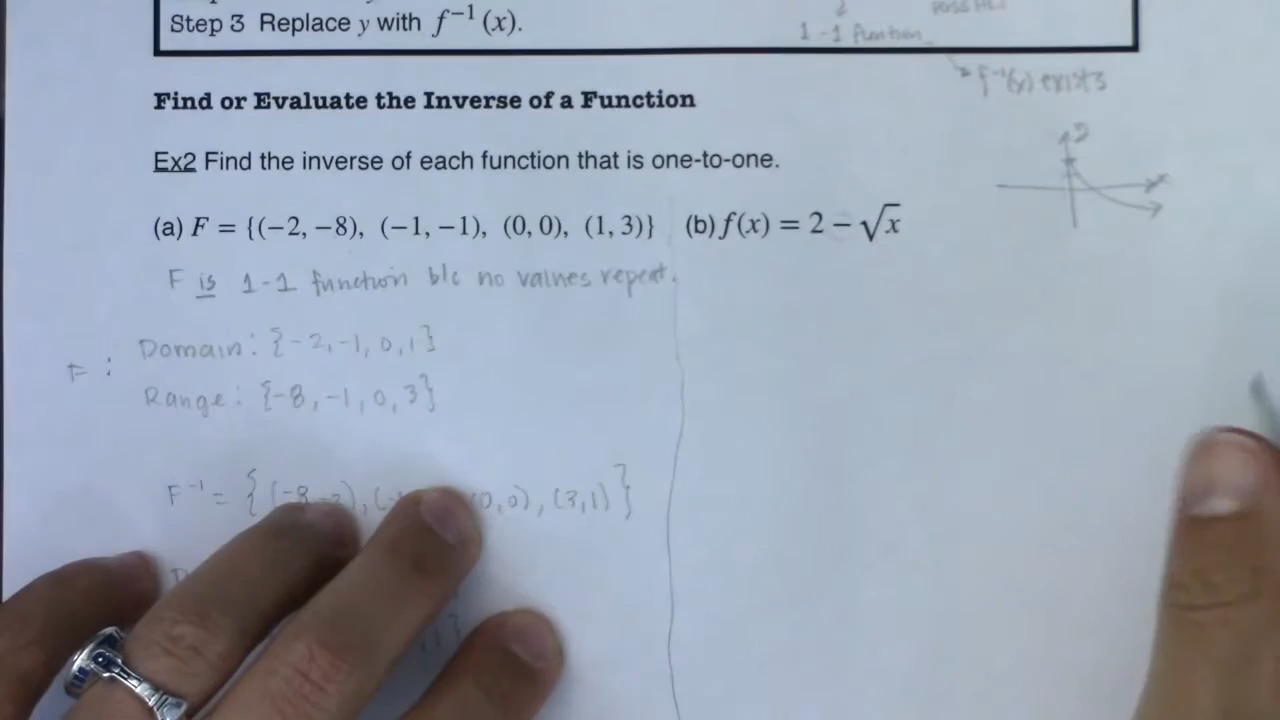 Step 3 Replace y with f⁻¹(x).
1-1 function
f⁻¹(x) exists
Find or Evaluate the Inverse of a Function
Ex2 Find the inverse of each function that is one-to-one.
(a) F = {(−2, −8), (−1, −1), (0, 0), (1, 3)} (b) f(x) = 2 − √x
F is 1-1 function b/c no values repeat.
F: Domain: {-2, -1, 0, 1}
Range: {-8, -1, 0, 3}
F⁻¹ = {(-8, -2), 0, 0), (3, 1)}